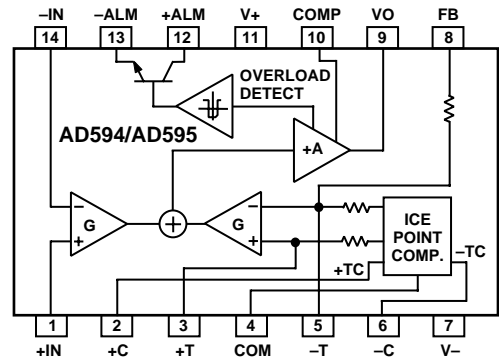 –IN –ALM +ALM V+ COMP VO FB
14 13 12 11 10 9 8
OVERLOAD
DETECT
AD594/AD595
+A
– –
G G
+ +
ICE
POINT
COMP.
+TC
–TC
1 2 3 4 5 6 7
+IN +C +T COM –T –C V–